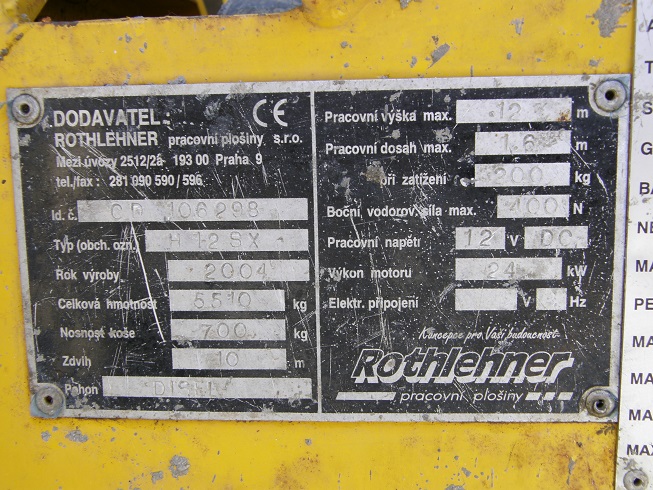 DODAVATEL: CE
ROTHLEHNER pracovní plošiny s.r.o.
Mezi úvozy 2512/2a 193 00 Praha 9
tel./fax : 281 090 590/596
Id. č. CD 106298
Typ (obch. ozn.) H 12 SX
Rok výroby 2004
Celková hmotnost 5510 kg
Nosnost koše 700 kg
Zdvih 10 m
Pohon
Pracovní výška max. 12 m
Pracovní dosah max. 1,6 m
při zatížení 200 kg
Boční vodorov. síla max. 400 N
Pracovní napětí 12 V DC
Výkon motoru 24 kW
Elektr. připojení V Hz
Koncepce pro Vaši budoucnost
Rothlehner
pracovní plošiny